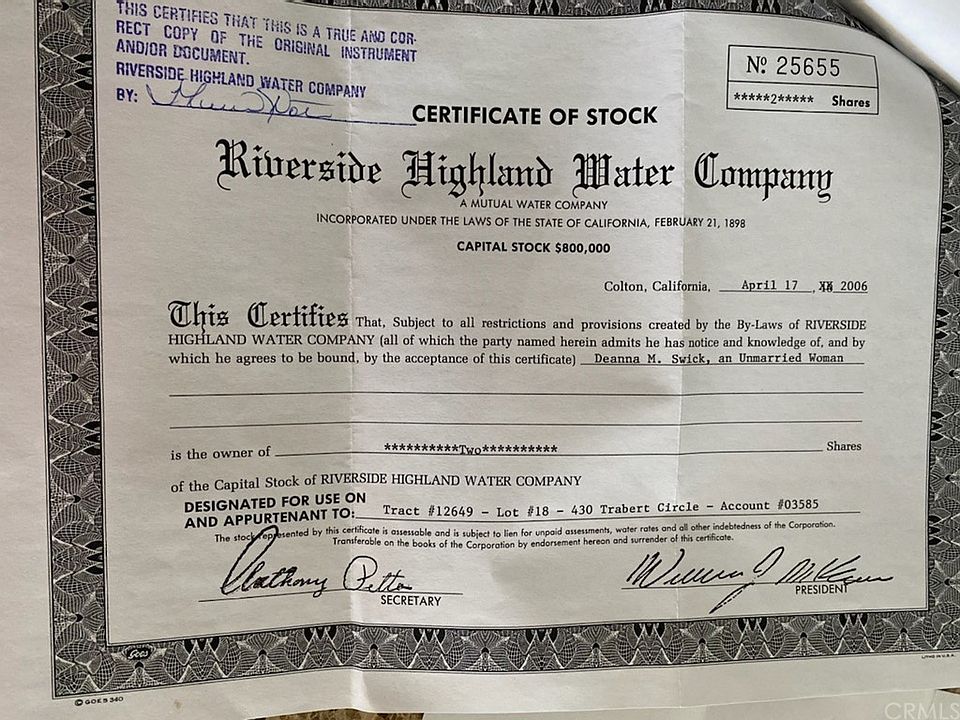 THIS CERTIFIES THAT THIS IS A TRUE AND COR-
RECT COPY OF THE ORIGINAL INSTRUMENT
AND/OR DOCUMENT.
RIVERSIDE HIGHLAND WATER COMPANY
BY:
Nº 25655
*****2***** Shares
CERTIFICATE OF STOCK
Riverside Highland Water Company
A MUTUAL WATER COMPANY
INCORPORATED UNDER THE LAWS OF THE STATE OF CALIFORNIA, FEBRUARY 21, 1898
CAPITAL STOCK $800,000
Colton, California, April 17, 2006
This Certifies That, Subject to all restrictions and provisions created by the By-Laws of RIVERSIDE
HIGHLAND WATER COMPANY (all of which the party named herein admits he has notice and knowledge of, and by
which he agrees to be bound, by the acceptance of this certificate) Deanna M. Swick, an Unmarried Woman
is the owner of **********Two********** Shares
of the Capital Stock of RIVERSIDE HIGHLAND WATER COMPANY
DESIGNATED FOR USE ON
AND APPURTENANT TO: Tract #12649 - Lot #18 - 430 Trabert Circle - Account #03585
The stock represented by this certificate is assessable and is subject to lien for unpaid assessments, water rates and all other indebtedness of the Corporation.
Transferable on the books of the Corporation by endorsement hereon and surrender of this certificate.
Anthony
SECRETARY
William J
PRESIDENT
Goes
© GOES 340
LITHO IN U.S.A.
CRMLS